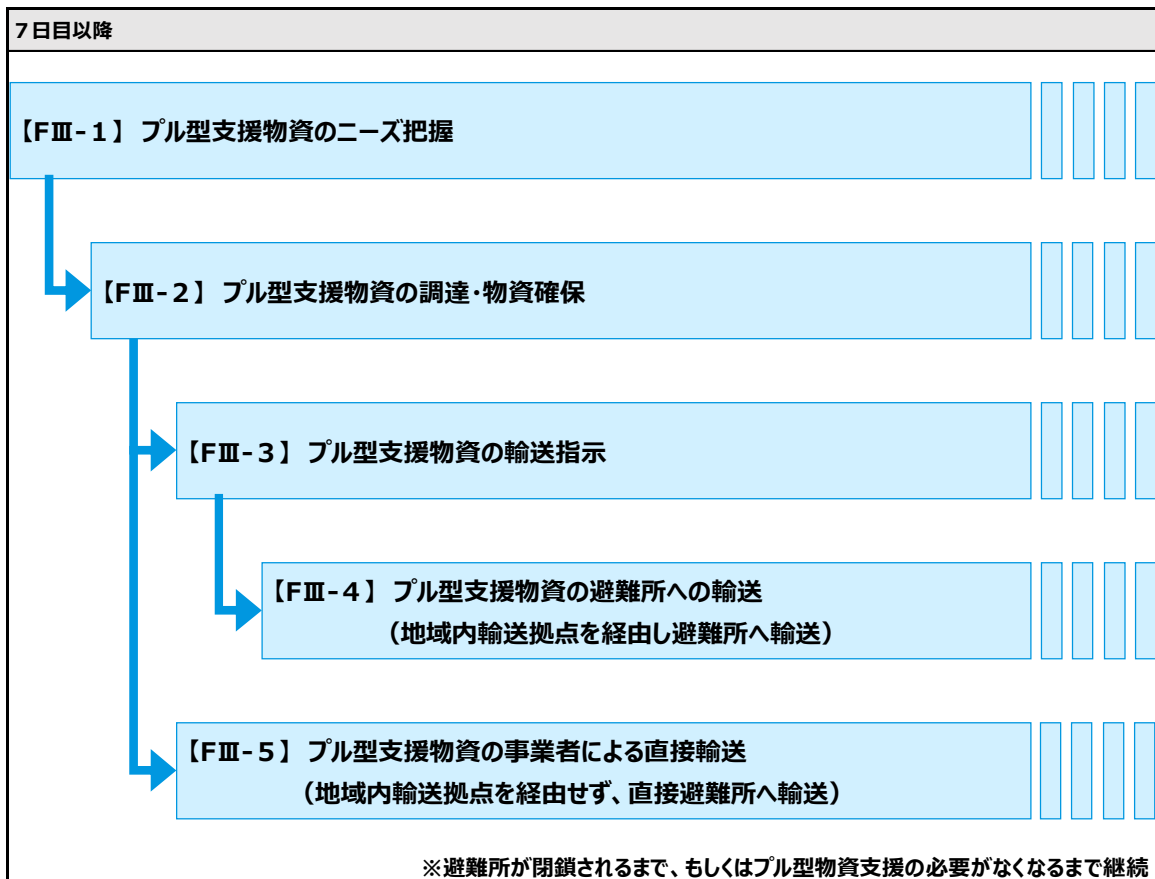 7日目以降
【FⅢ-1】 プル型支援物資のニーズ把握
【FⅢ-2】 プル型支援物資の調達・物資確保
【FⅢ-3】 プル型支援物資の輸送指示
【FⅢ-4】 プル型支援物資の避難所への輸送
（地域内輸送拠点を経由し避難所へ輸送）
【FⅢ-5】 プル型支援物資の事業者による直接輸送
（地域内輸送拠点を経由せず、直接避難所へ輸送）
※避難所が閉鎖されるまで、もしくはプル型物資支援の必要がなくなるまで継続